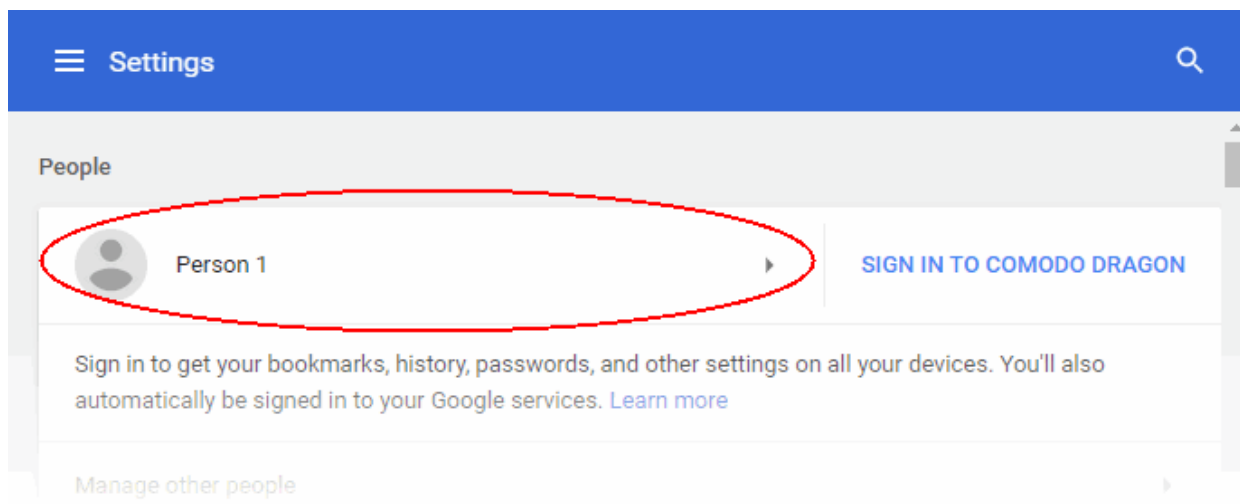 Settings
People
Person 1
SIGN IN TO COMODO DRAGON
Sign in to get your bookmarks, history, passwords, and other settings on all your devices. You'll also
automatically be signed in to your Google services. Learn more
Manage other people